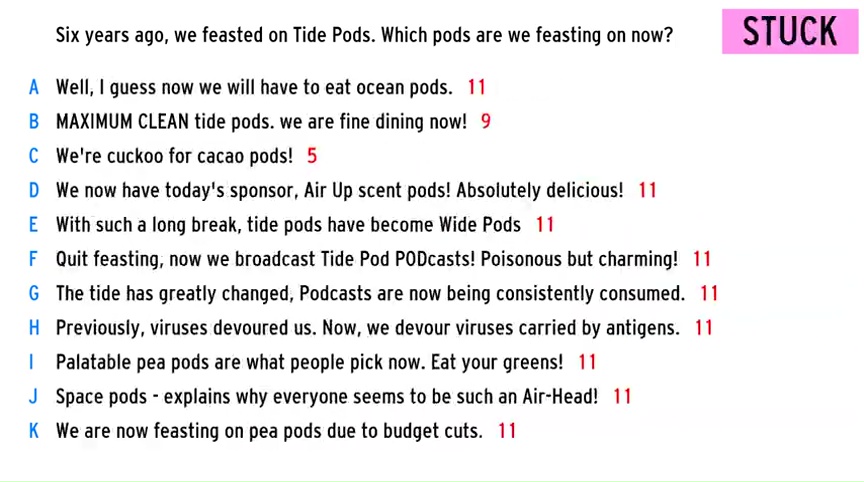 Six years ago, we feasted on Tide Pods. Which pods are we feasting on now?
STUCK
A Well, I guess now we will have to eat ocean pods. 11
B MAXIMUM CLEAN tide pods. we are fine dining now! 9
C We're cuckoo for cacao pods! 5
D We now have today's sponsor, Air Up scent pods! Absolutely delicious! 11
E With such a long break, tide pods have become Wide Pods 11
F Quit feasting, now we broadcast Tide Pod PODcasts! Poisonous but charming! 11
G The tide has greatly changed, Podcasts are now being consistently consumed. 11
H Previously, viruses devoured us. Now, we devour viruses carried by antigens. 11
I Palatable pea pods are what people pick now. Eat your greens! 11
J Space pods - explains why everyone seems to be such an Air-Head! 11
K We are now feasting on pea pods due to budget cuts. 11